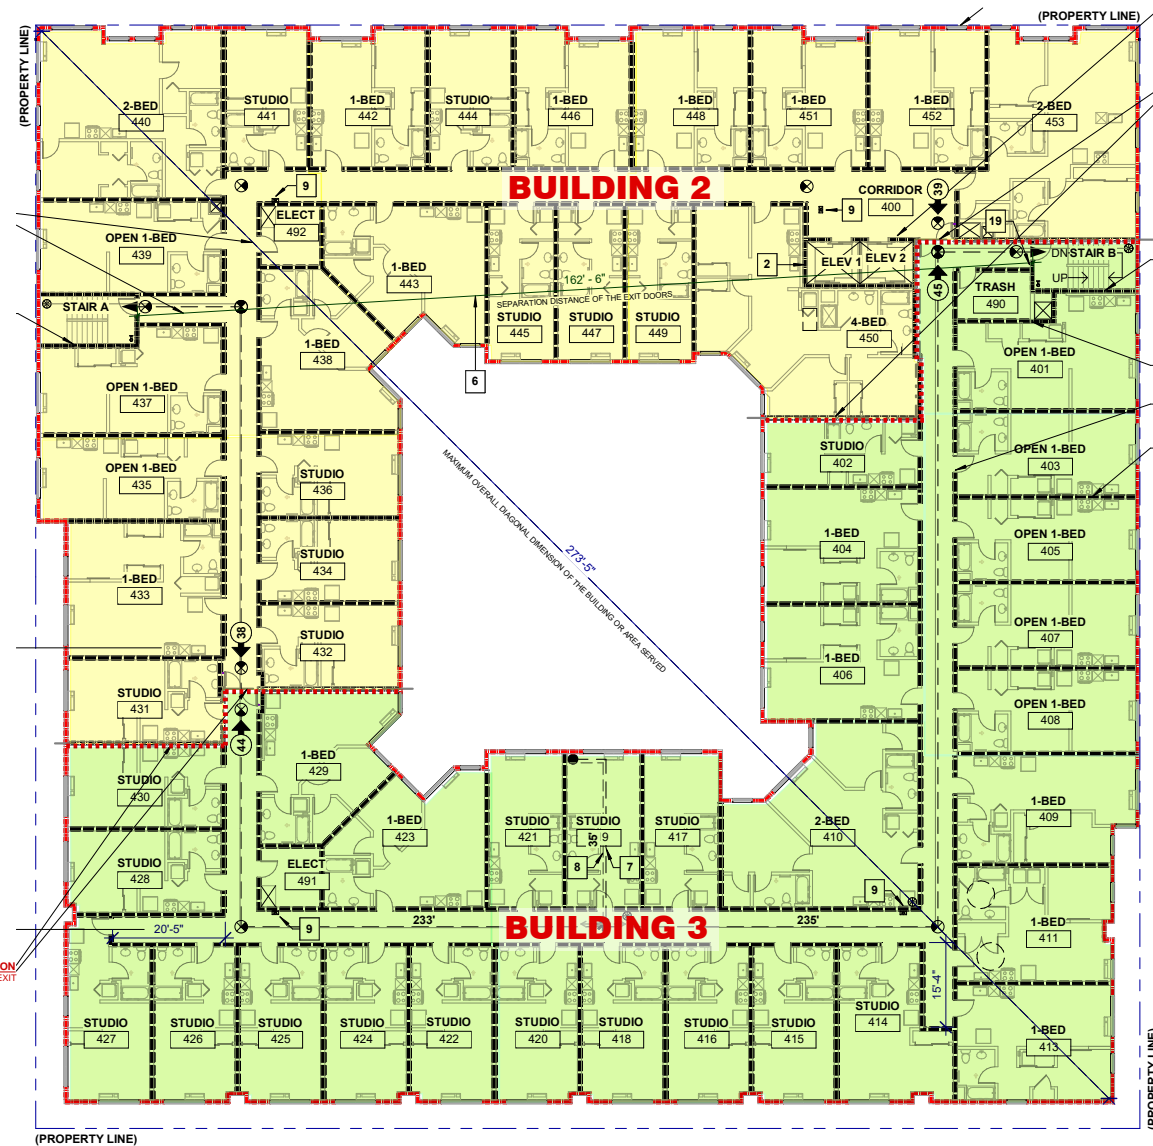 (PROPERTY LINE)
(PROPERTY LINE)
2-BED
440
STUDIO
441
1-BED
442
STUDIO
444
1-BED
446
1-BED
448
1-BED
451
1-BED
452
2-BED
453
9
BUILDING 2
CORRIDOR
400
39
9
19
ELECT
492
OPEN 1-BED
439
1-BED
443
162' - 6"
SEPARATION DISTANCE OF THE EXIT DOORS
2
ELEV 1
ELEV 2
DN
STAIR B
UP
45
TRASH
490
STAIR A
STUDIO
445
STUDIO
447
STUDIO
449
4-BED
450
1-BED
438
OPEN 1-BED
401
6
OPEN 1-BED
437
STUDIO
402
OPEN 1-BED
403
OPEN 1-BED
435
STUDIO
436
MAXIMUM OVERALL DIAGONAL DIMENSION OF THE BUILDING OR AREA SERVED
273'-5"
1-BED
404
OPEN 1-BED
405
STUDIO
434
1-BED
433
OPEN 1-BED
407
STUDIO
432
38
1-BED
406
STUDIO
431
OPEN 1-BED
408
44
1-BED
429
STUDIO
430
1-BED
409
1-BED
423
STUDIO
421
STUDIO
9
35'
8
7
STUDIO
417
2-BED
410
ELECT
491
STUDIO
428
9
1-BED
411
20'-5"
9
233'
BUILDING 3
235'
ON
EXIT
15'-4"
STUDIO
427
STUDIO
426
STUDIO
425
STUDIO
424
STUDIO
422
STUDIO
420
STUDIO
418
STUDIO
416
STUDIO
415
STUDIO
414
1-BED
413
(PROPERTY LINE)
(PROPERTY LINE)